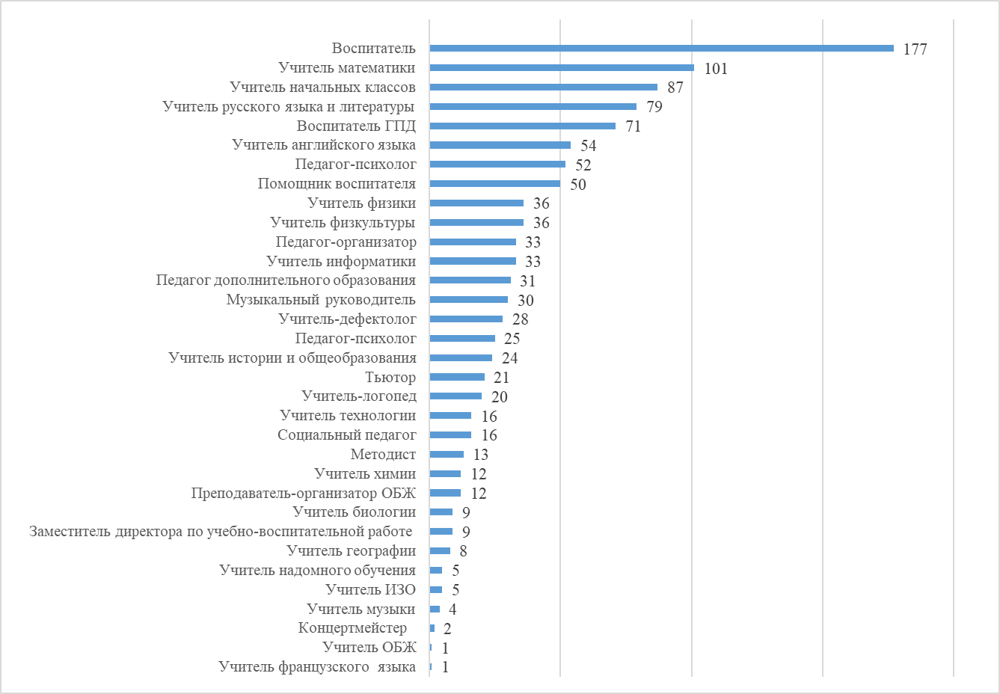 Воспитатель 177
Учитель математики 101
Учитель начальных классов 87
Учитель русского языка и литературы 79
Воспитатель ГПД 71
Учитель английского языка 54
Педагог-психолог 52
Помощник воспитателя 50
Учитель физики 36
Учитель физкультуры 36
Педагог-организатор 33
Учитель информатики 33
Педагог дополнительного образования 31
Музыкальный руководитель 30
Учитель-дефектолог 28
Педагог-психолог 25
Учитель истории и общеобразования 24
Тьютор 21
Учитель-логопед 20
Учитель технологии 16
Социальный педагог 16
Методист 13
Учитель химии 12
Преподаватель-организатор ОБЖ 12
Учитель биологии 9
Заместитель директора по учебно-воспитательной работе 9
Учитель географии 8
Учитель надомного обучения 5
Учитель ИЗО 5
Учитель музыки 4
Концертмейстер 2
Учитель ОБЖ 1
Учитель французского языка 1